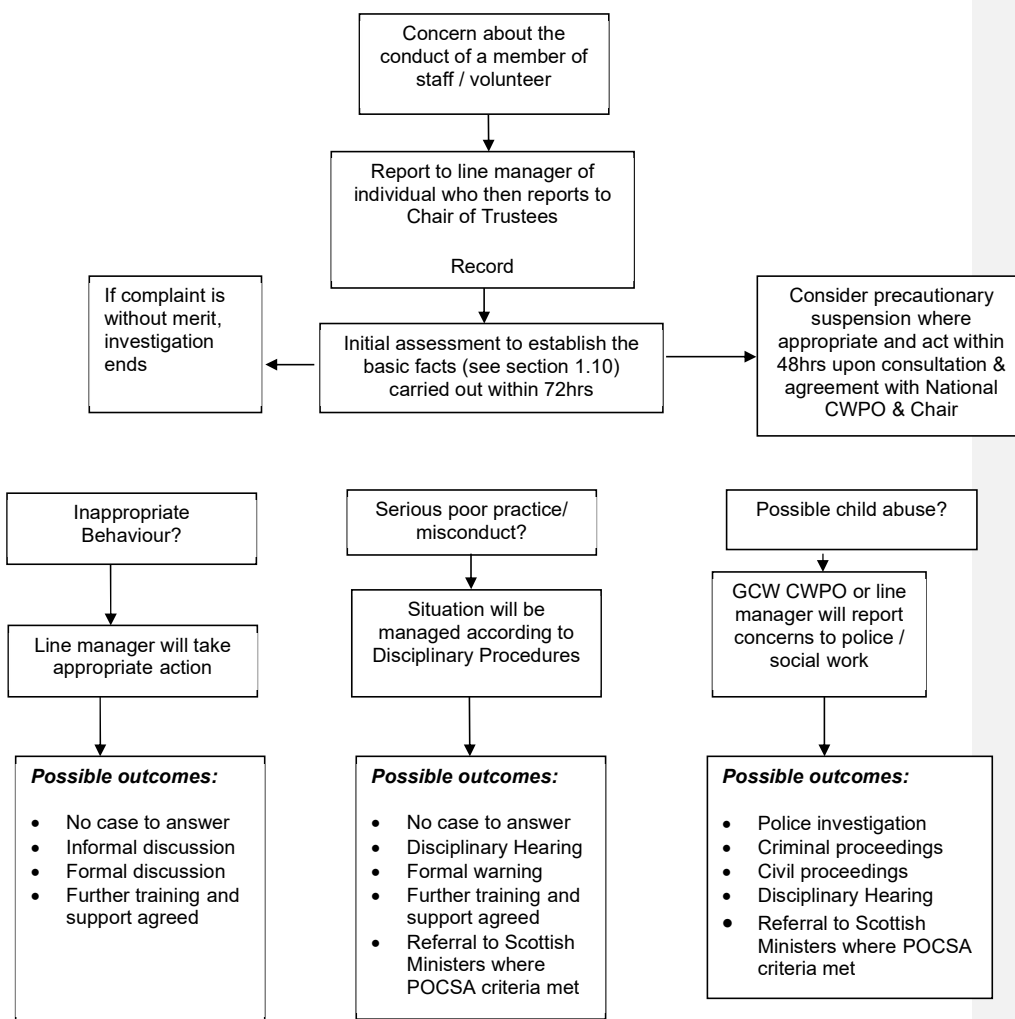 Concern about the
conduct of a member of
staff / volunteer
Report to line manager of
individual who then reports to
Chair of Trustees
Record
If complaint is
without merit,
investigation
ends
Initial assessment to establish the
basic facts (see section 1.10)
carried out within 72hrs
Consider precautionary
suspension where
appropriate and act within
48hrs upon consultation &
agreement with National
CWPO & Chair
Inappropriate
Behaviour?
Line manager will take
appropriate action
Possible outcomes:
• No case to answer
• Informal discussion
• Formal discussion
• Further training and
support agreed
Serious poor practice/
misconduct?
Situation will be
managed according to
Disciplinary Procedures
Possible outcomes:
• No case to answer
• Disciplinary Hearing
• Formal warning
• Further training and
support agreed
• Referral to Scottish
Ministers where
POCSA criteria met
Possible child abuse?
GCW CWPO or line
manager will report
concerns to police /
social work
Possible outcomes:
• Police investigation
• Criminal proceedings
• Civil proceedings
• Disciplinary Hearing
• Referral to Scottish
Ministers where POCSA
criteria met